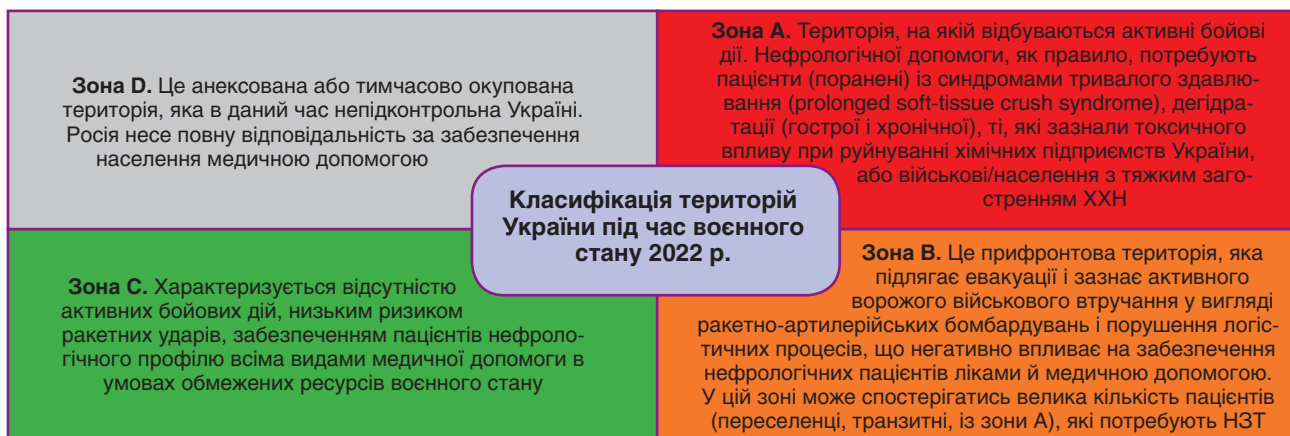 Зона D. Це анексована або тимчасово окупована
територія, яка в даний час непідконтрольна Україні.
Росія несе повну відповідальність за забезпечення
населення медичною допомогою
Зона A. Територія, на якій відбуваються активні бойові
дії. Нефрологічної допомоги, як правило, потребують
пацієнти (поранені) із синдромами тривалого здавлю-
вання (prolonged soft-tissue crush syndrome), дегідра-
тації (гострої і хронічної), ті, які зазнали токсичного
впливу при руйнуванні хімічних підприємств України,
або військові/населення з тяжким заго-
стренням ХХН
Класифікація територій
України під час воєнного
стану 2022 р.
Зона C. Характеризується відсутністю
активних бойових дій, низьким ризиком
ракетних ударів, забезпеченням пацієнтів нефроло-
гічного профілю всіма видами медичної допомоги в
умовах обмежених ресурсів воєнного стану
Зона B. Це прифронтова територія, яка
підлягає евакуації і зазнає активного
ворожого військового втручання у вигляді
ракетно-артилерійських бомбардувань і порушення логіс-
тичних процесів, що негативно впливає на забезпечення
нефрологічних пацієнтів ліками й медичною допомогою.
У цій зоні може спостерігатись велика кількість пацієнтів
(переселенці, транзитні, із зони А), які потребують НЗТ